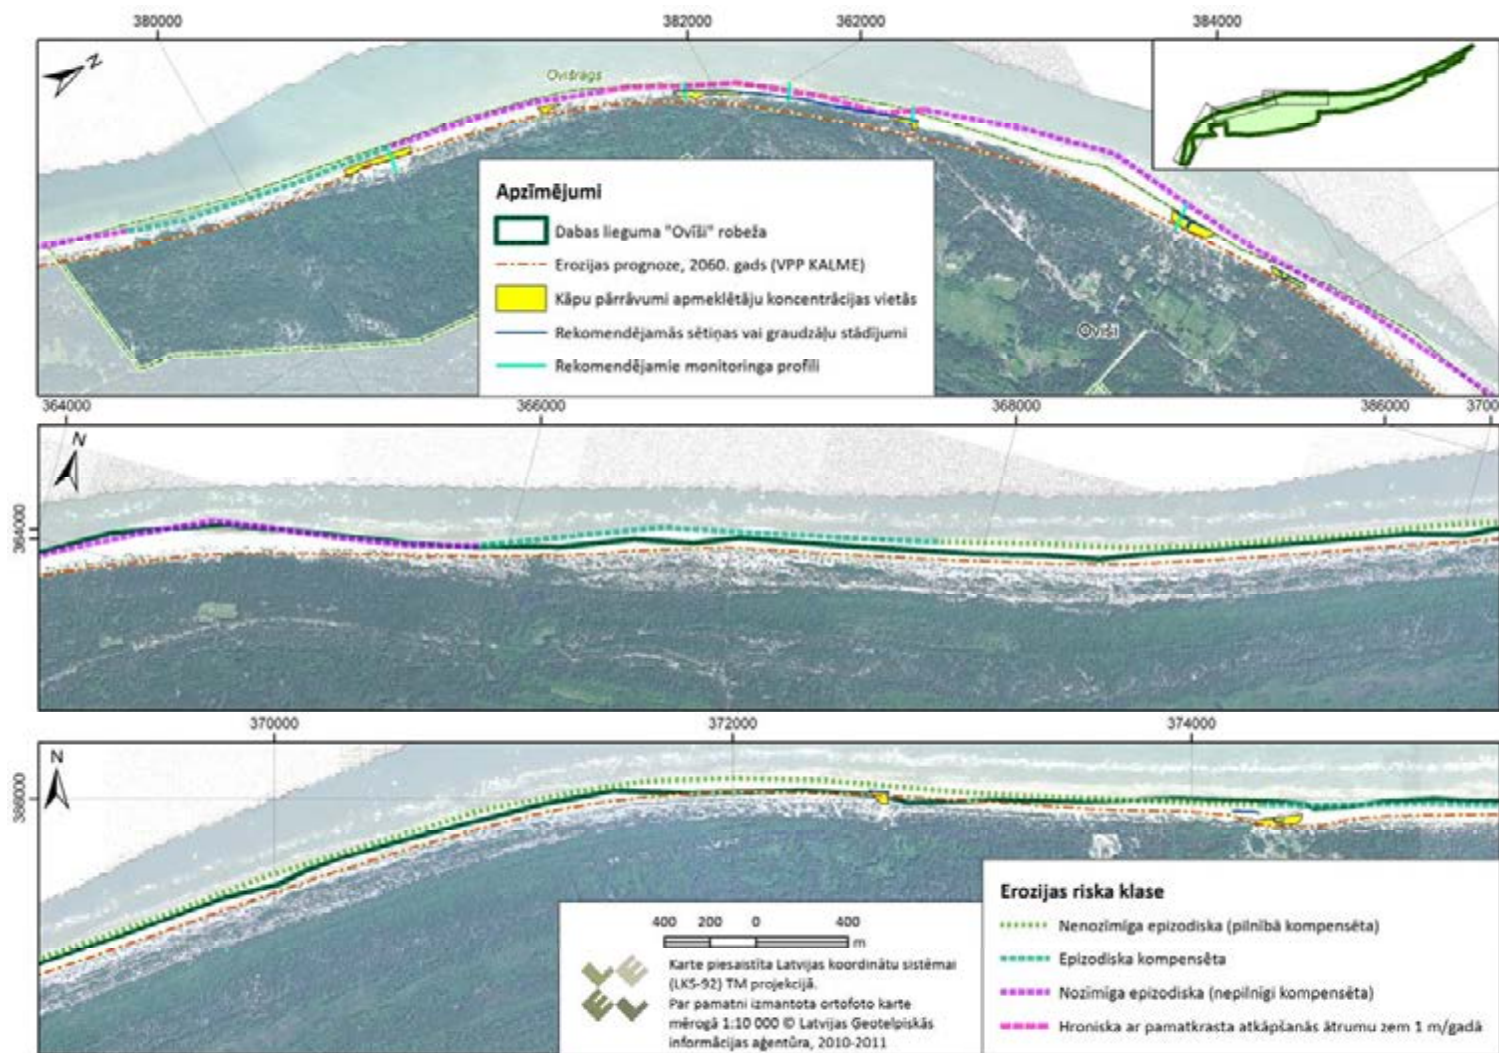 380000
382000
362000
384000
Z
Ovišrags
Apzīmējumi
Dabas lieguma "Ovīši" robeža
Erozijas prognoze, 2060. gads (VPP KALME)
Kāpu pārrāvumi apmeklētāju koncentrācijas vietās
Rekomendējamās sētiņas vai graudzāļu stādījumi
Rekomendējamie monitoringa profili
Oviši
364000
366000
368000
386000
37000
N
364000
370000
372000
374000
N
386000
400 200 0 400
m
Karte piesaistīta Latvijas koordinātu sistēmai
(LKS-92) TM projekcijā.
Par pamatni izmantota ortofoto karte
mērogā 1:10 000 © Latvijas Ģeotelpiskās
informācijas aģentūra, 2010-2011
Erozijas riska klase
Nenozīmīga epizodiska (pilnībā kompensēta)
Epizodiska kompensēta
Nozīmīga epizodiska (nepilnīgi kompensēta)
Hroniska ar pamatkrasta atkāpšanās ātrumu zem 1 m/gadā